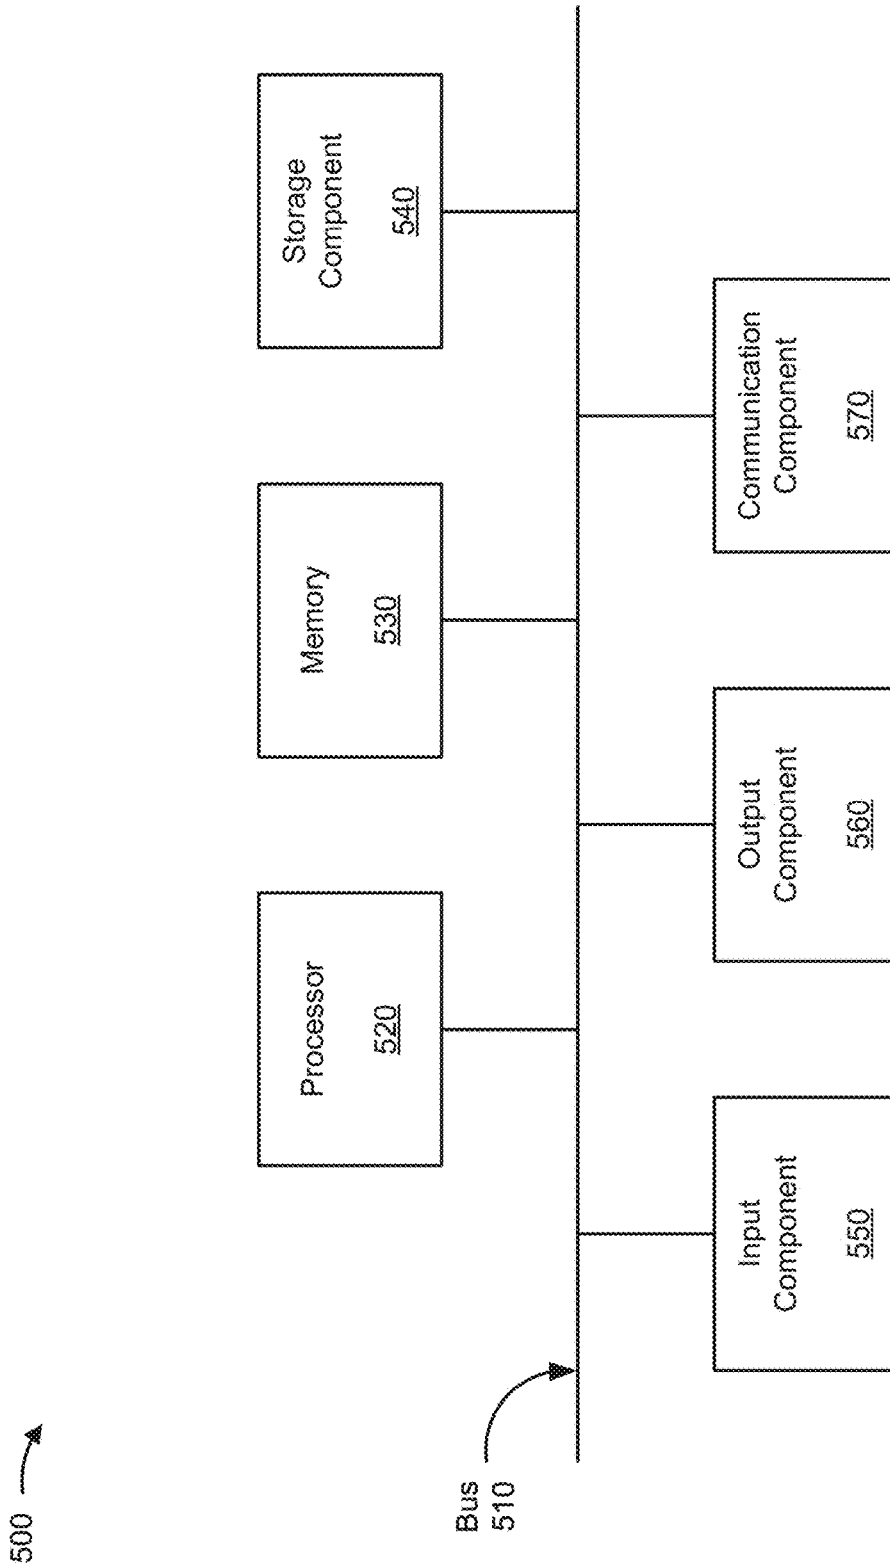 500
Bus
510
Processor
520
Memory
530
Storage
Component
540
Input
Component
550
Output
Component
560
Communication
Component
570